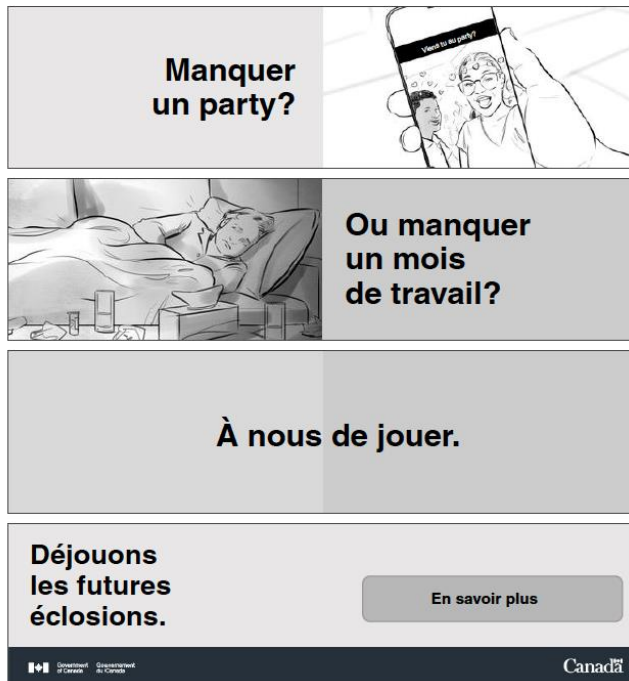 Manquer
un party?
Viens tu au party?
Ou manquer
un mois
de travail?
À nous de jouer.
Déjouons
les futures
éclosions.
En savoir plus
Government Gouvernement
of Canada du Canada
Canada